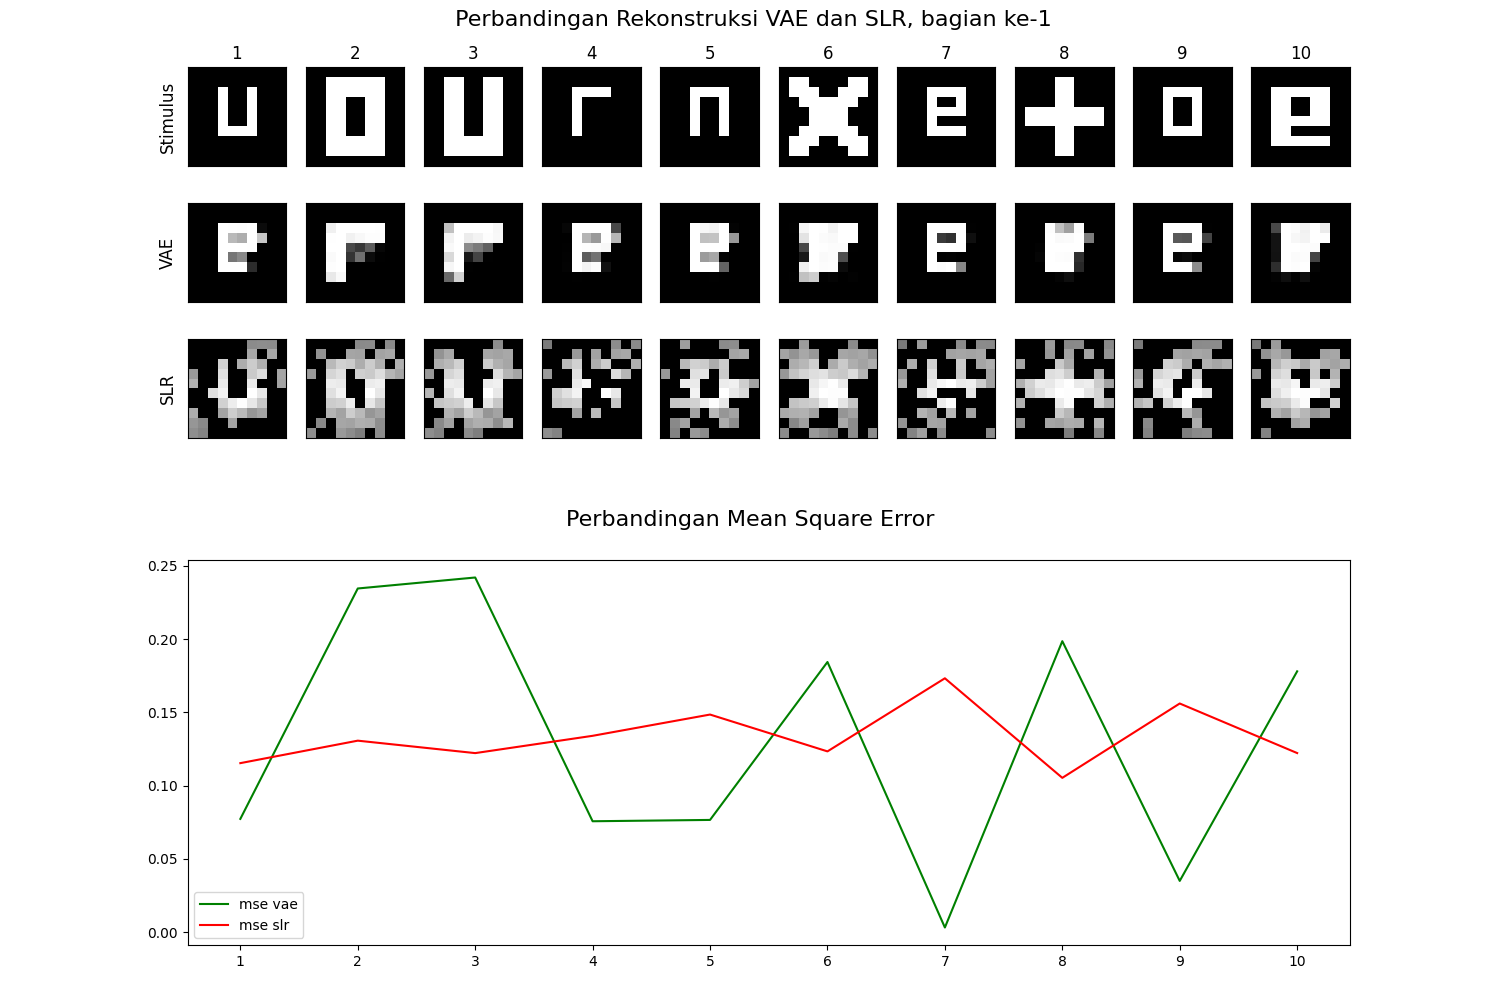 Perbandingan Rekonstruksi VAE dan SLR, bagian ke-1
1 2 3 4 5 6 7 8 9 10
Stimulus
VAE
SLR
Perbandingan Mean Square Error
0.25
0.20
0.15
0.10
0.05
0.00
mse vae
mse slr
1 2 3 4 5 6 7 8 9 10